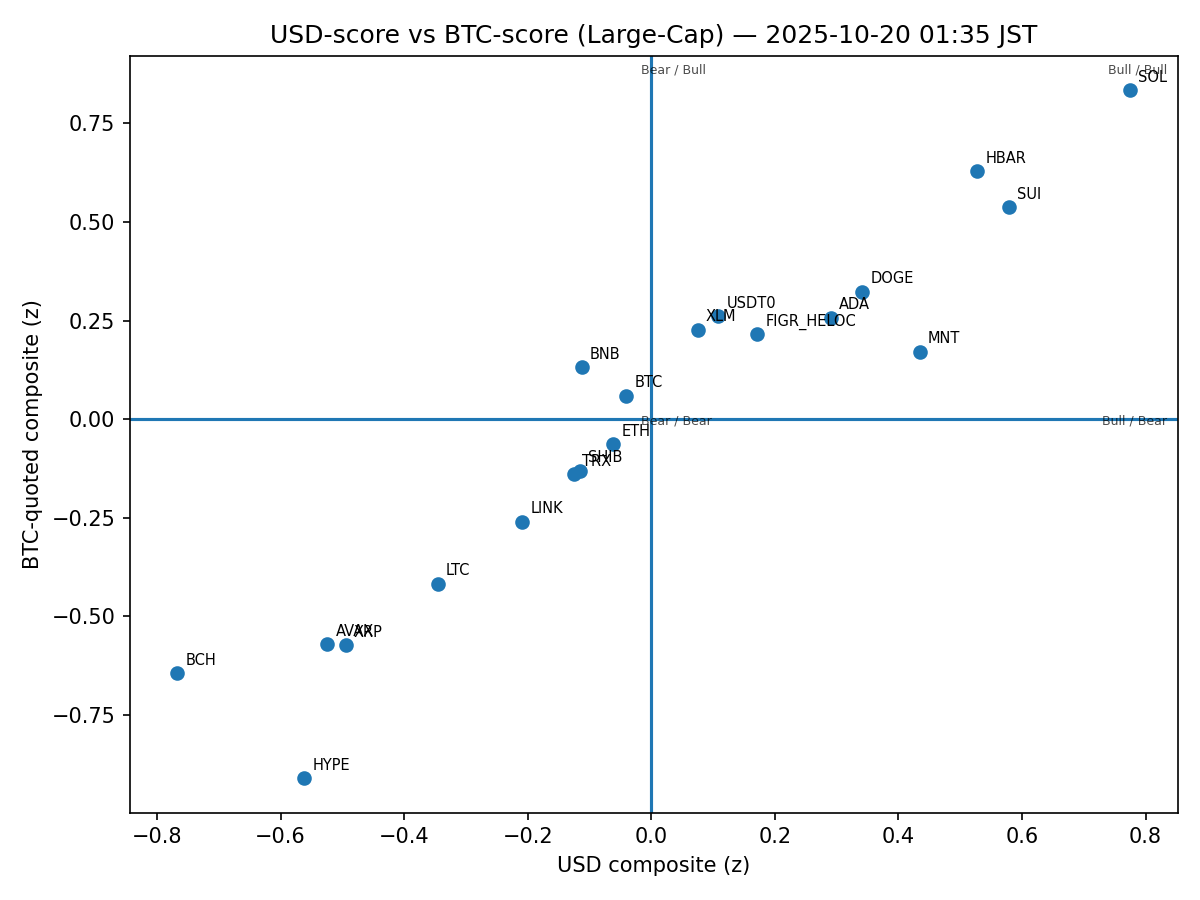 USD-score vs BTC-score (Large-Cap) — 2025-10-20 01:35 JST
Bear / Bull
Bull / Bull
SOL
0.75
HBAR
SUI
0.50
DOGE
USDT0
ADA
0.25
XLM
FIGR_HELOC
MNT
BNB
BTC
0.00
Bear / Bear
Bull / Bear
ETH
SHIB
TRX
−0.25
LINK
LTC
−0.50
AVAX
XRP
BCH
−0.75
HYPE
−0.8
−0.6
−0.4
−0.2
0.0
0.2
0.4
0.6
0.8
USD composite (z)
BTC-quoted composite (z)